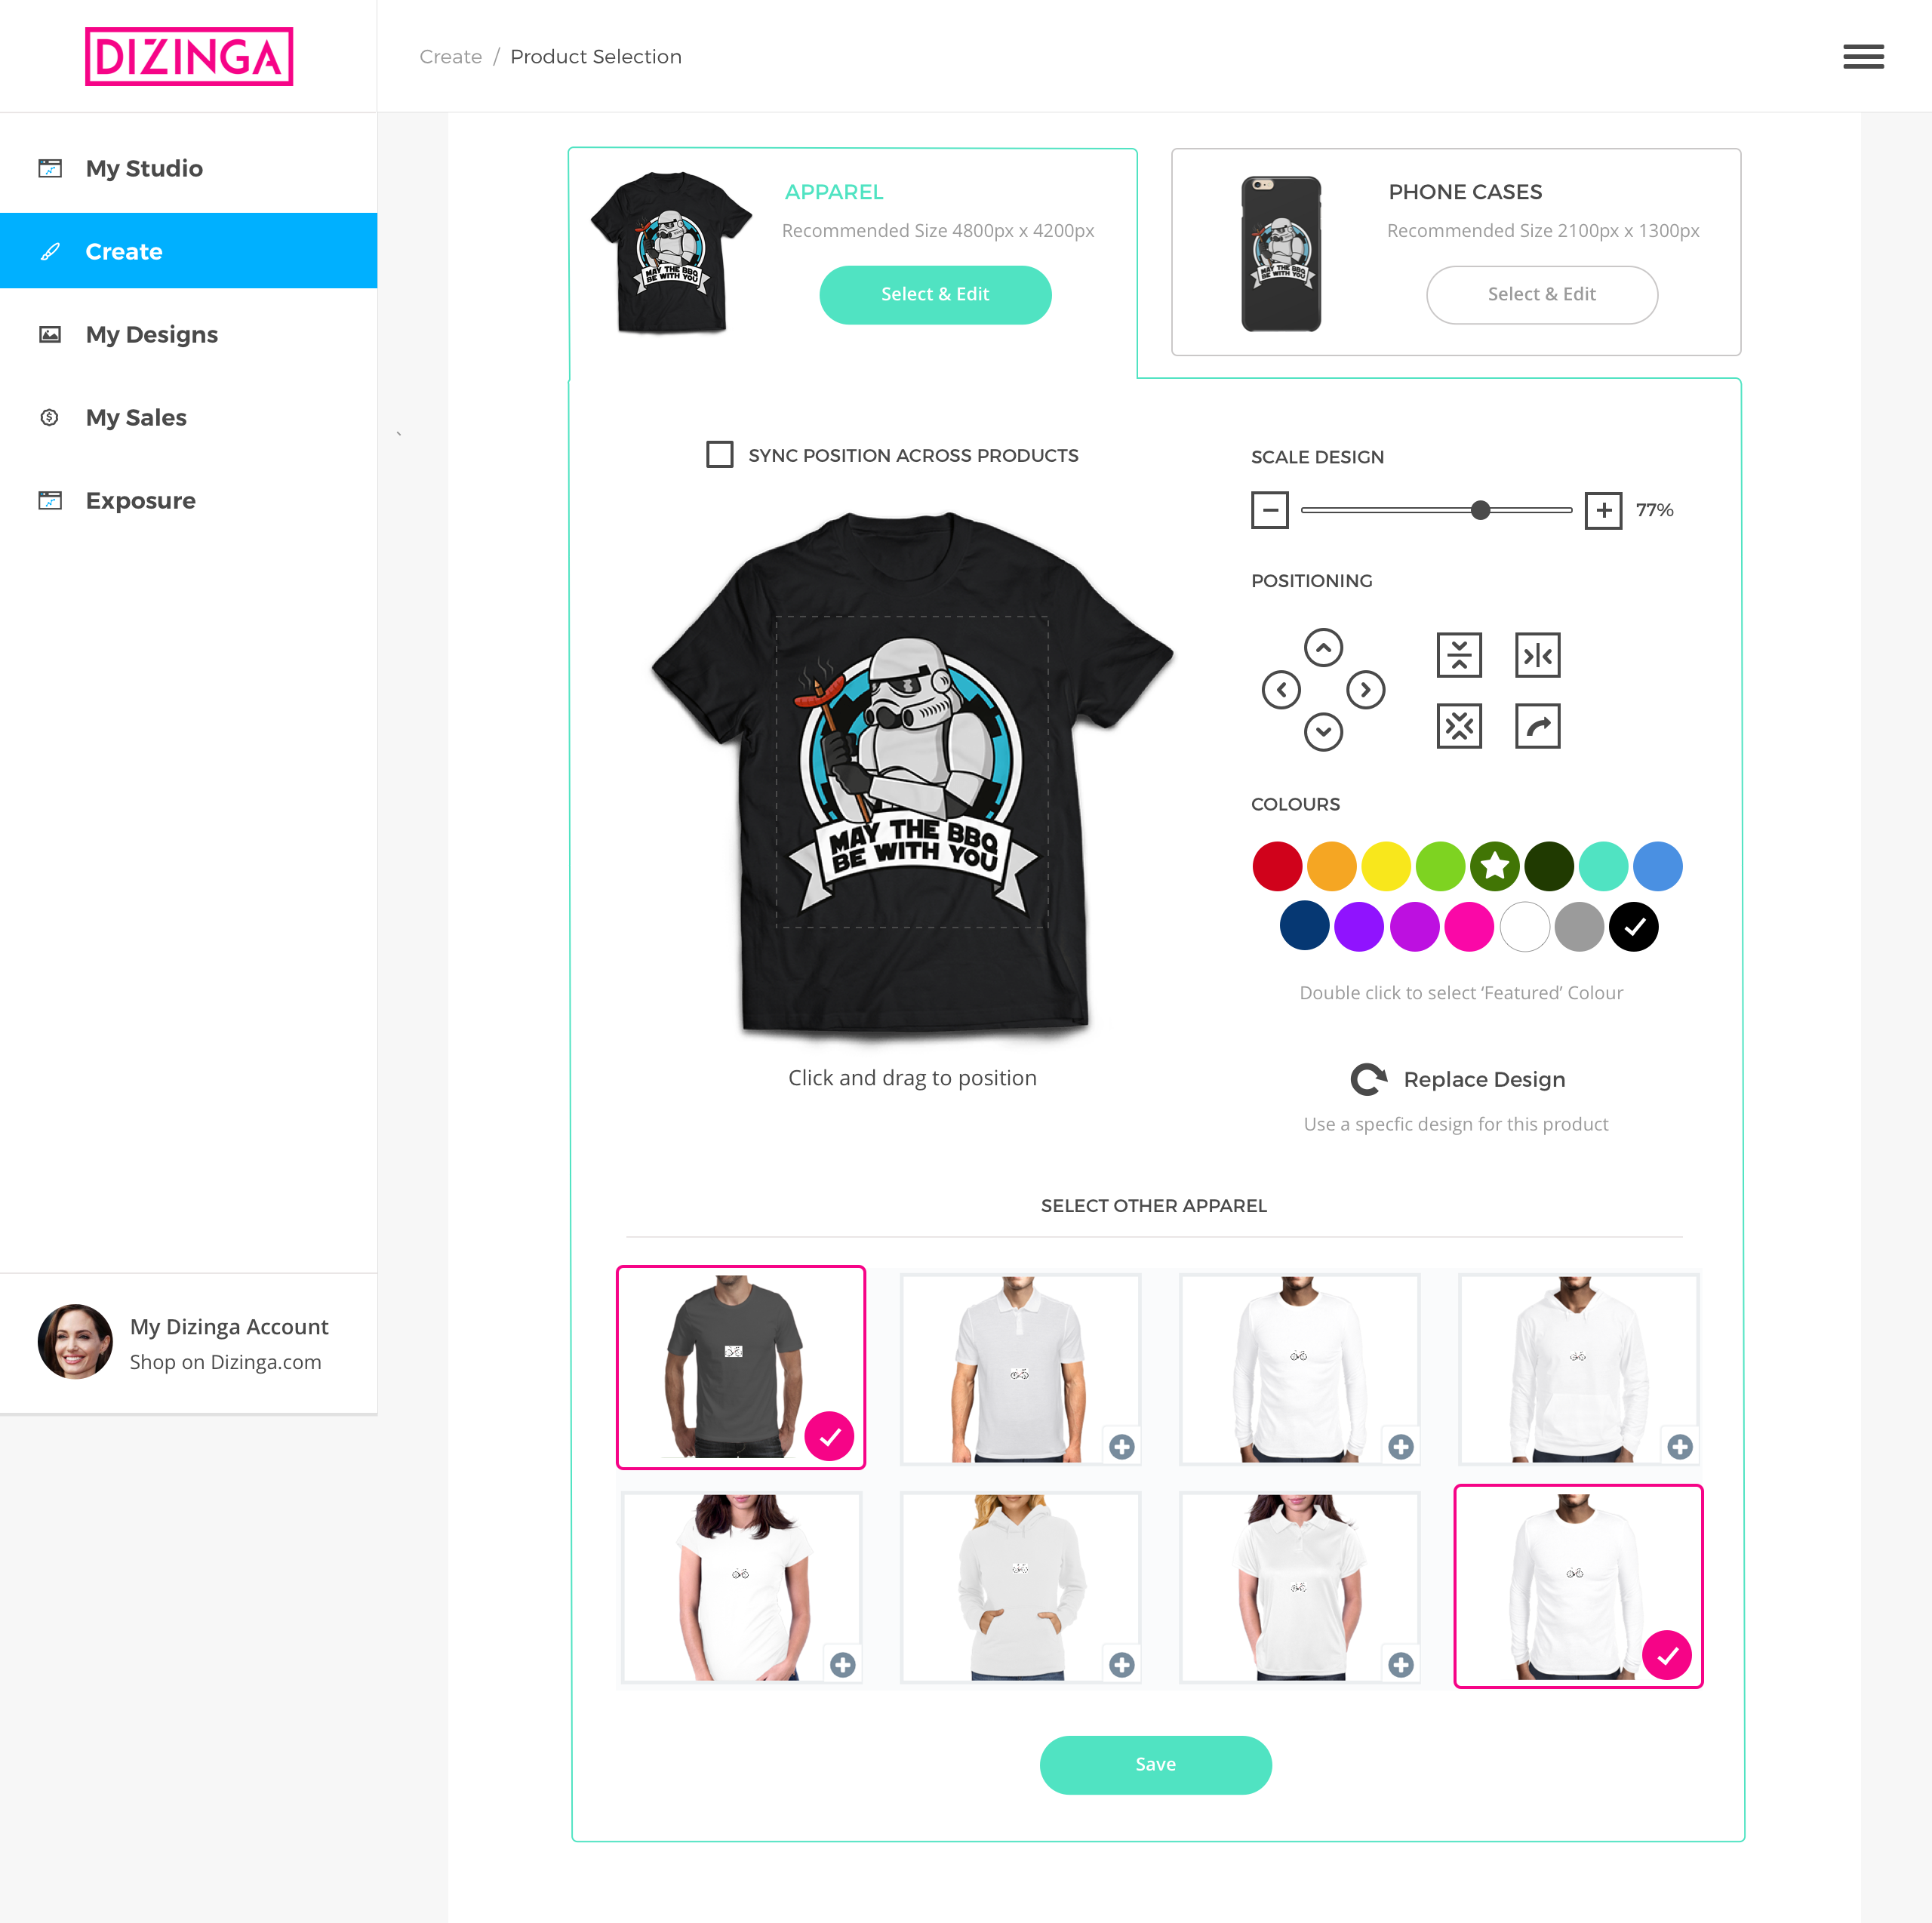 DIZINGA
Create / Product Selection
My Studio
Create
My Designs
My Sales
Exposure
My Dizinga Account
Shop on Dizinga.com
APPAREL
Recommended Size 4800px x 4200px
Select & Edit
MAY THE BBQ
BE WITH YOU
PHONE CASES
Recommended Size 2100px x 1300px
Select & Edit
MAY THE BBQ
BE WITH YOU
SYNC POSITION ACROSS PRODUCTS
MAY THE BBQ
BE WITH YOU
Click and drag to position
SCALE DESIGN
77%
POSITIONING
COLOURS
Double click to select ‘Featured’ Colour
Replace Design
Use a specfic design for this product
SELECT OTHER APPAREL
Save